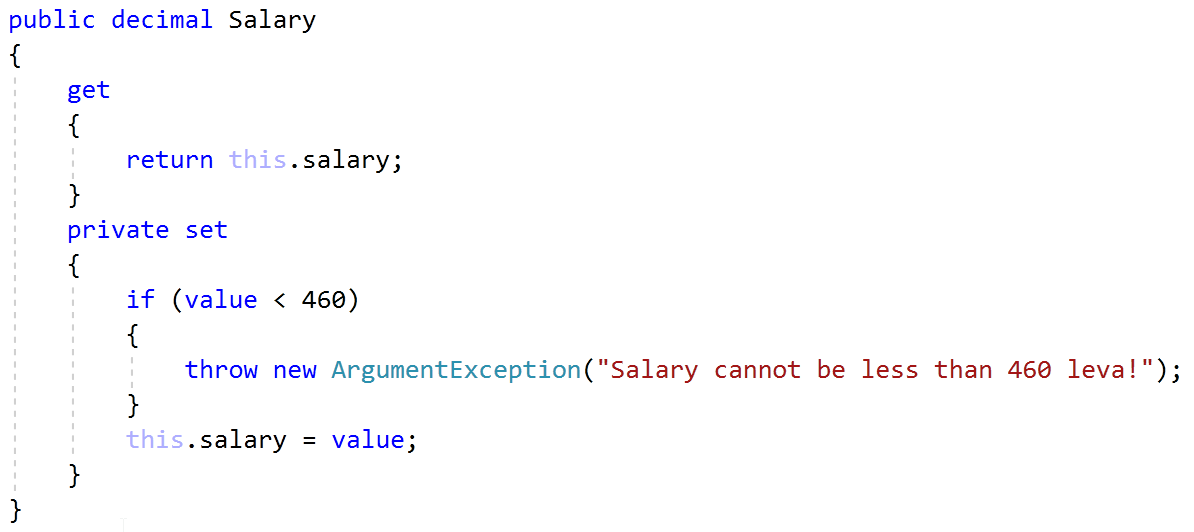 public decimal Salary
{
    get
    {
        return this.salary;
    }
    private set
    {
        if (value < 460)
        {
            throw new ArgumentException("Salary cannot be less than 460 leva!");
        }
        this.salary = value;
    }
}